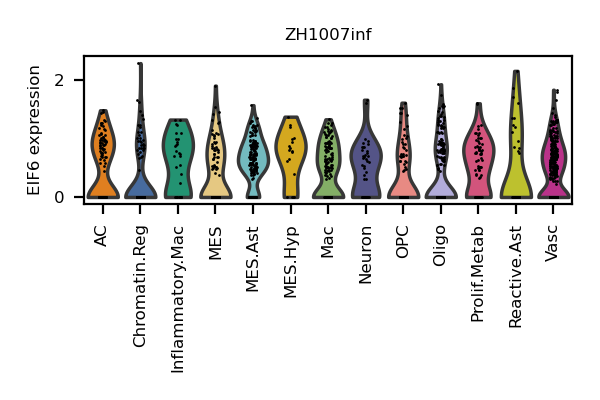 ZH1007inf
EIF6 expression
2
0
AC
Chromatin.Reg
Inflammatory.Mac
MES
MES.Ast
MES.Hyp
Mac
Neuron
OPC
Oligo
Prolif.Metab
Reactive.Ast
Vasc